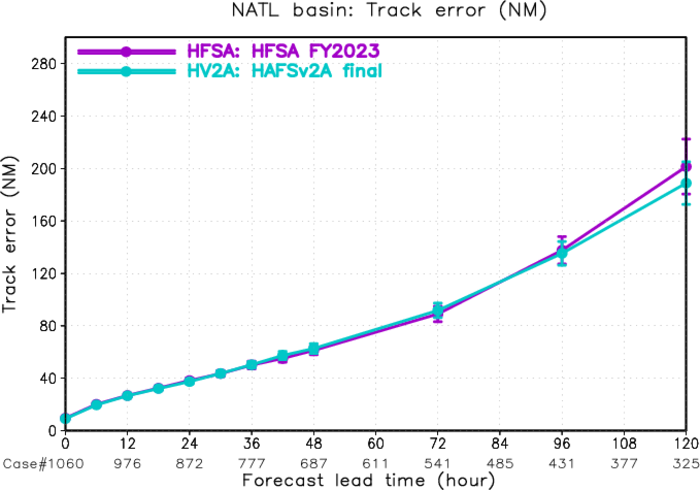 NATL basin: Track error (NM)
HFSA: HFSA FY2023
HV2A: HAFSv2A final
Track error (NM)
280
240
200
160
120
80
40
0
0 12 24 36 48 60 72 84 96 108 120
Case#1060 976 872 777 687 611 541 485 431 377 325
Forecast lead time (hour)